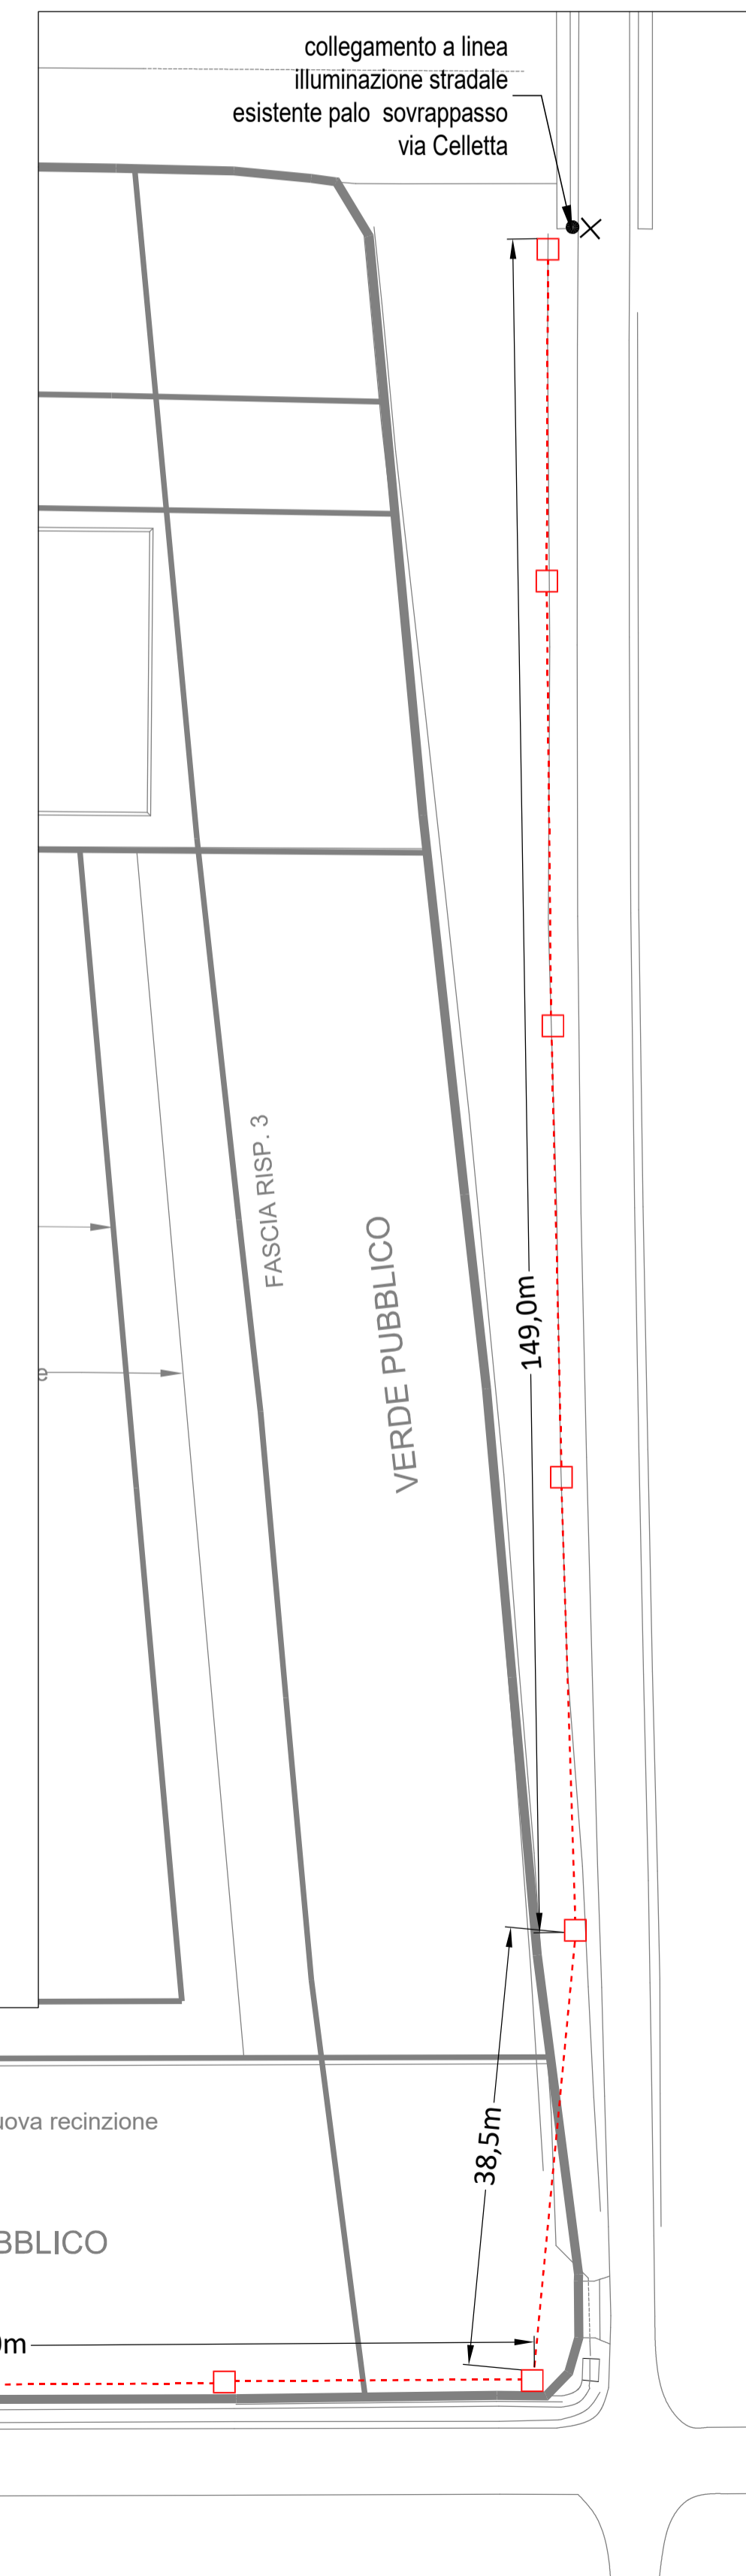 collegamento a linea
illuminazione stradale
esistente palo sovrappasso
via Celletta
FASCIA RISP. 3
VERDE PUBBLICO
149,0m
e
38,5m
uova recinzione
BBLICO
m